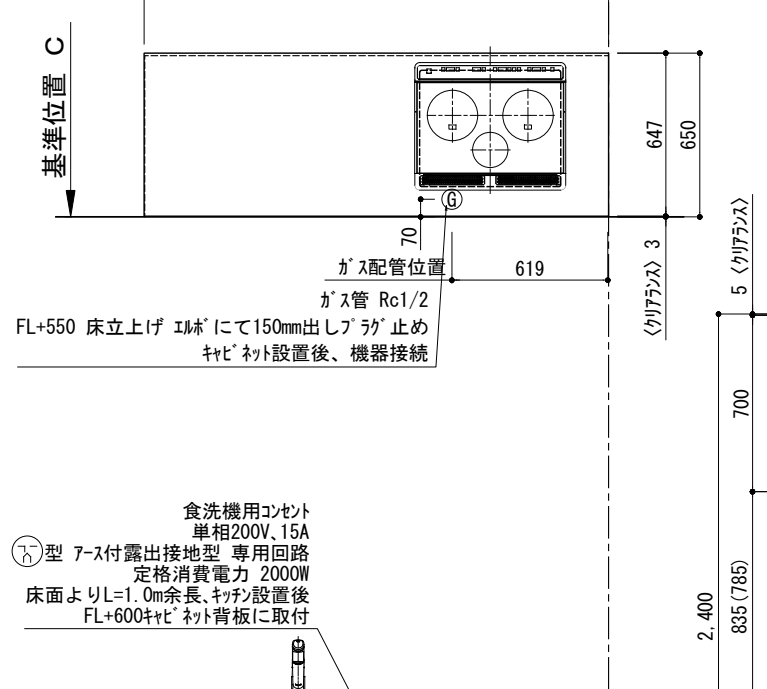 基準位置 C
G
647
650
70
619
〈クリアランス〉 3
5 〈クリアランス〉
ガス配管位置
ガス管 Rc1/2
FL+550 床立上げ エルボにて150mm出しプラグ止め
キャビネット設置後、機器接続
700
食洗機用コンセント
単相200V、15A
型 アース付露出接地型 専用回路
定格消費電力 2000W
床面よりL=1.0m余長、キッチン設置後
FL+600キャビネット背板に取付
2,400
835(785)